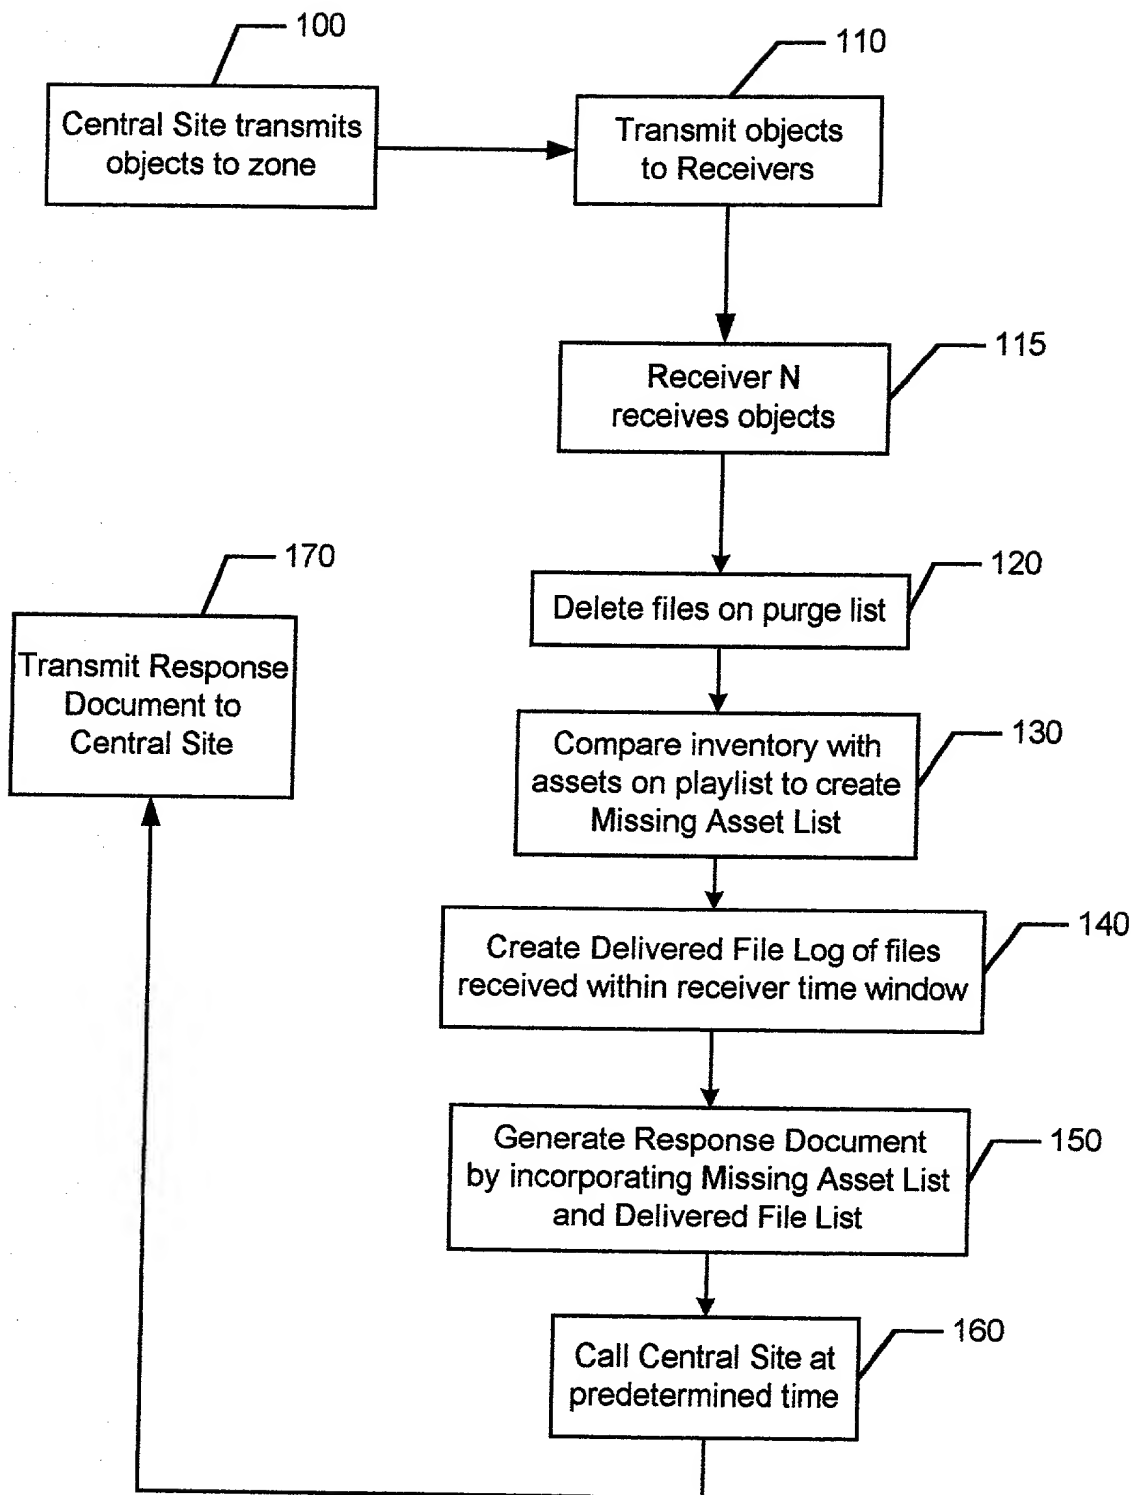 100
Central Site transmits
objects to zone
110
Transmit objects
to Receivers
115
Receiver N
receives objects
120
Delete files on purge list
130
Compare inventory with
assets on playlist to create
Missing Asset List
140
Create Delivered File Log of files
received within receiver time window
150
Generate Response Document
by incorporating Missing Asset List
and Delivered File List
160
Call Central Site at
predetermined time
170
Transmit Response
Document to
Central Site